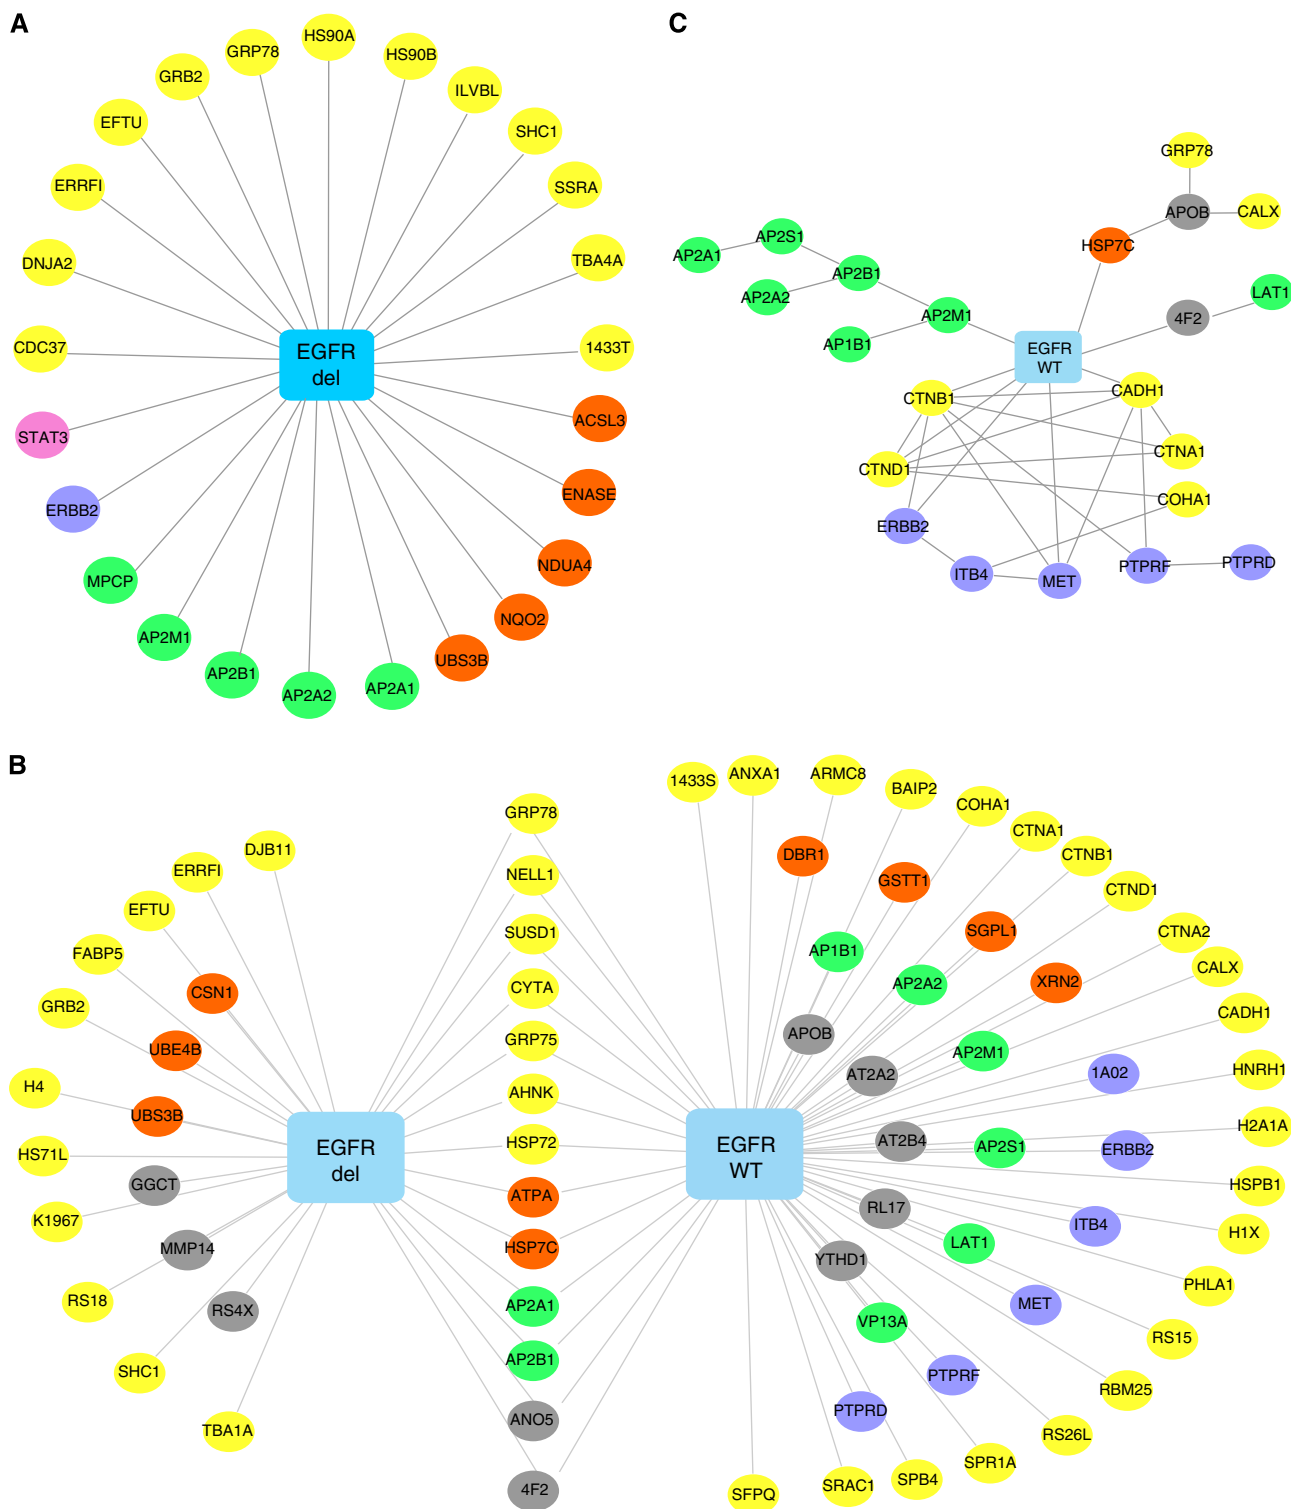 A
HS90A
GRP78
HS90B
GRB2
ILVBL
EFTU
SHC1
ERRFI
SSRA
DNJA2
TBA4A
CDC37
1433T
EGFR
del
STAT3
ACSL3
ERBB2
ENASE
MPCP
NDUA4
AP2M1
NQO2
AP2B1
UBS3B
AP2A2
AP2A1
C
GRP78
APOB
CALX
HSP7C
AP2S1
AP2A1
AP2B1
AP2A2
LAT1
4F2
AP2M1
AP1B1
EGFR
WT
CTNB1
CADH1
CTNA1
CTND1
COHA1
ERBB2
ITB4
MET
PTPRF
PTPRD
B
DJB11
ERRFI
EFTU
FABP5
CSN1
GRB2
UBE4B
H4
UBS3B
HS71L
GGCT
K1967
MMP14
RS18
RS4X
SHC1
TBA1A
EGFR
del
GRP78
NELL1
SUSD1
CYTA
GRP75
AHNK
HSP72
ATPA
HSP7C
AP2A1
AP2B1
ANO5
4F2
EGFR
WT
1433S
ANXA1
ARMC8
BAIP2
COHA1
CTNA1
DBR1
CTNB1
GSTT1
CTND1
SGPL1
CTNA2
AP1B1
CALX
AP2A2
XRN2
CADH1
APOB
AP2M1
AT2A2
1A02
HNRH1
H2A1A
AT2B4
AP2S1
ERBB2
HSPB1
RL17
ITB4
H1X
LAT1
YTHD1
PHLA1
MET
VP13A
RS15
PTPRF
RBM25
PTPRD
RS26L
SPR1A
SPB4
SRAC1
SFPQ